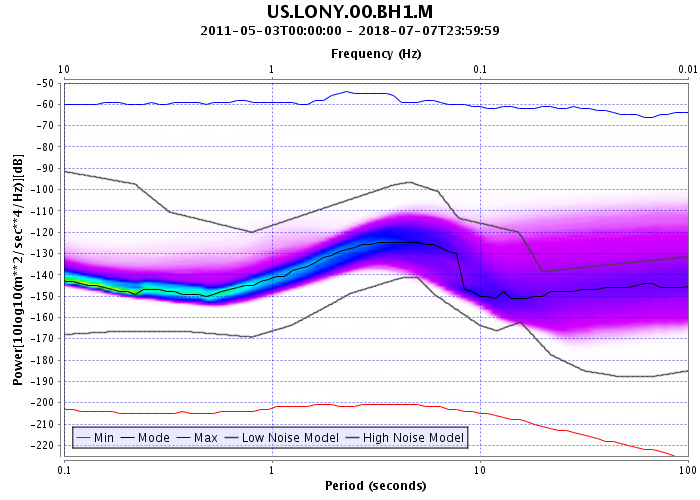 US.LONY.00.BH1.M
2011-05-03T00:00:00 - 2018-07-07T23:59:59
Frequency (Hz)
10 1 0.1 0.01
Power[10log10(m**2/sec**4/Hz)][dB]
-50
-60
-70
-80
-90
-100
-110
-120
-130
-140
-150
-160
-170
-180
-190
-200
-210
-220
Min Mode Max Low Noise Model High Noise Model
0.1 1 10 100
Period (seconds)